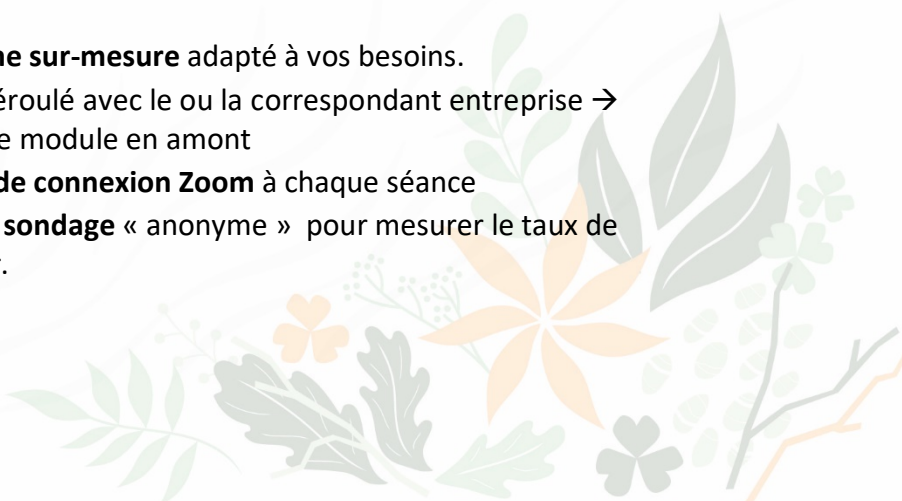 ne sur-mesure adapté à vos besoins.
éroulé avec le ou la correspondant entreprise →
e module en amont
de connexion Zoom à chaque séance
sondage « anonyme » pour mesurer le taux de
.